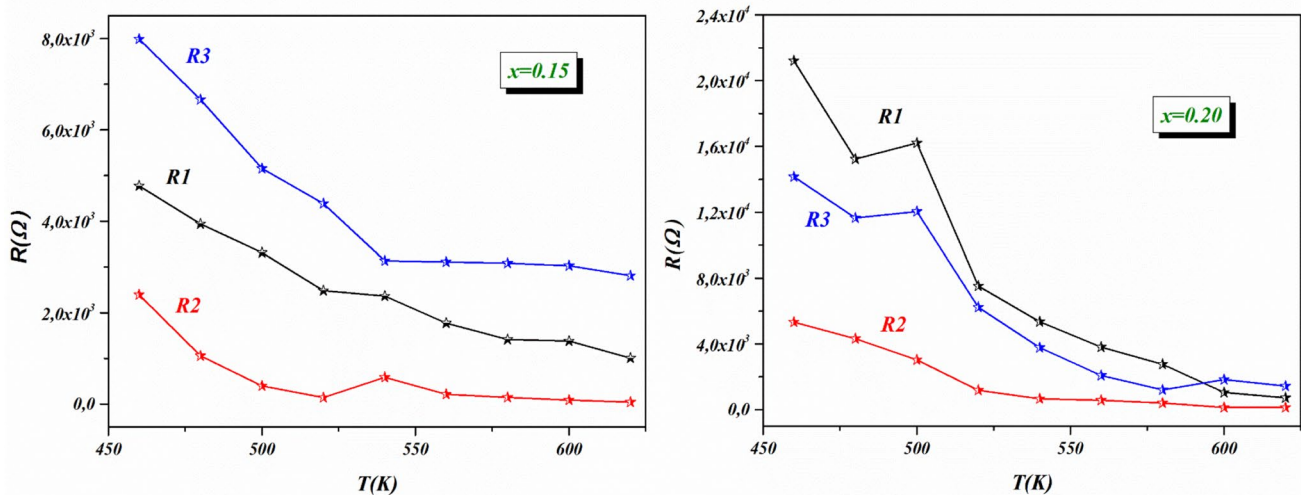 8,0x10³
6,0x10³
4,0x10³
2,0x10³
0,0
R(Ω)
R3
R1
R2
x=0.15
450
500
550
600
T(K)
2,4x10⁴
2,0x10⁴
1,6x10⁴
1,2x10⁴
8,0x10³
4,0x10³
0,0
R(Ω)
R1
R3
R2
x=0.20
450
500
550
600
T(K)